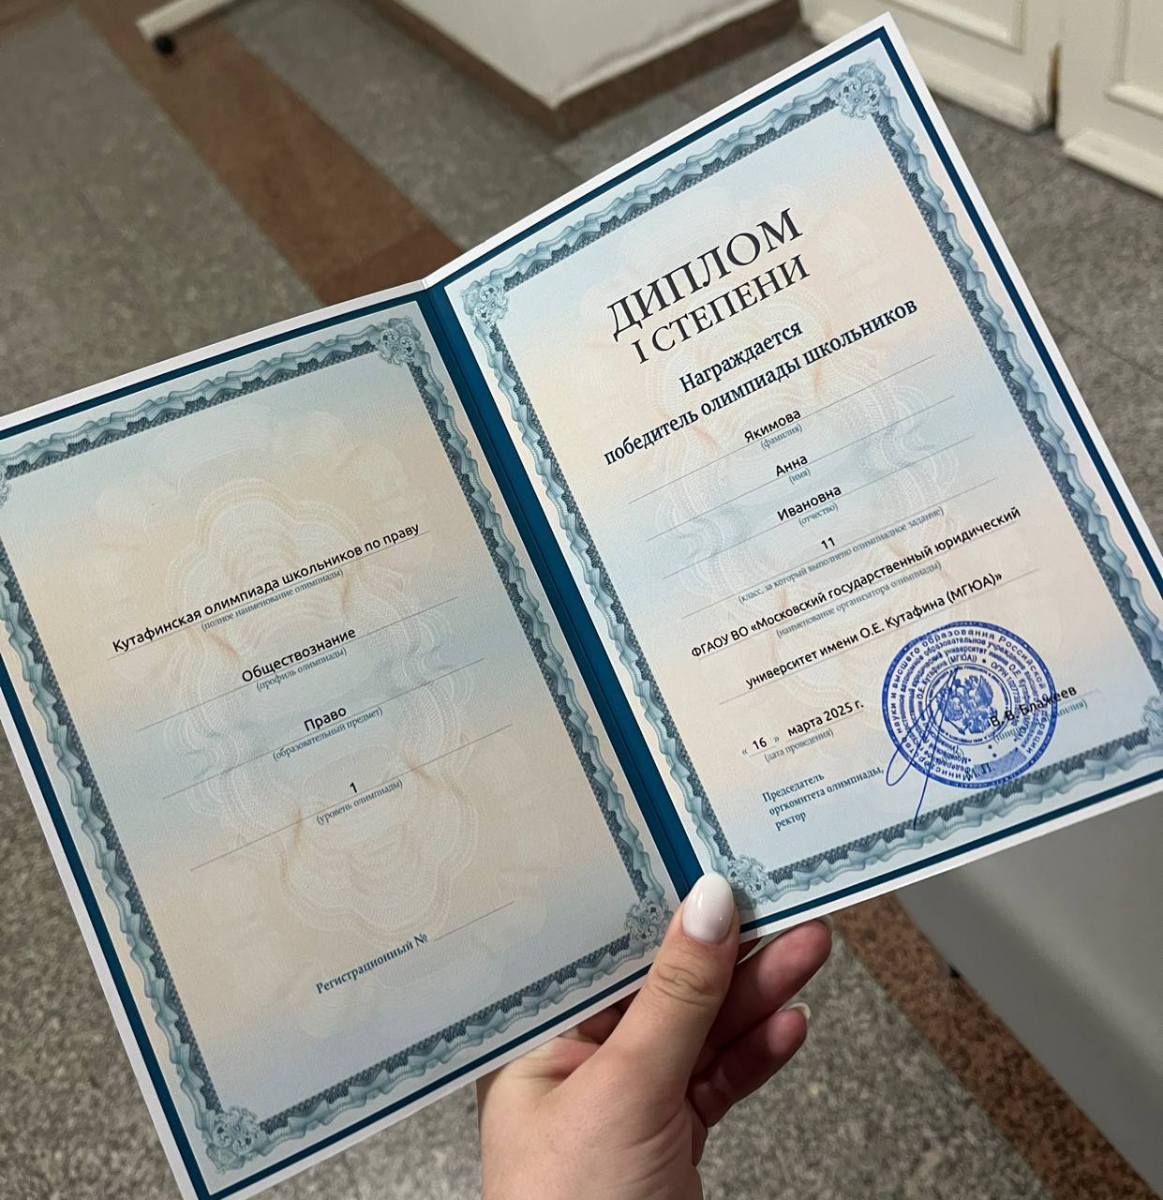 Кутафинская олимпиада школьников по праву
(полное наименование олимпиады)
Обществознание
(профиль олимпиады)
Право
(образовательный предмет)
1
(уровень олимпиады)
Регистрационный №
ДИПЛОМ
I СТЕПЕНИ
Награждается
победитель олимпиады школьников
Якимова
(фамилия)
Анна
(имя)
Ивановна
(отчество)
11
(класс, за который выполнено олимпиадное задание)
ФГАОУ ВО «Московский государственный юридический
(наименование организатора олимпиады)
университет имени О.Е. Кутафина (МГЮА)»
« 16 » марта 2025 г.
(дата проведения)
Председатель
оргкомитета олимпиады,
ректор
В.В. Блажеев
М.П.